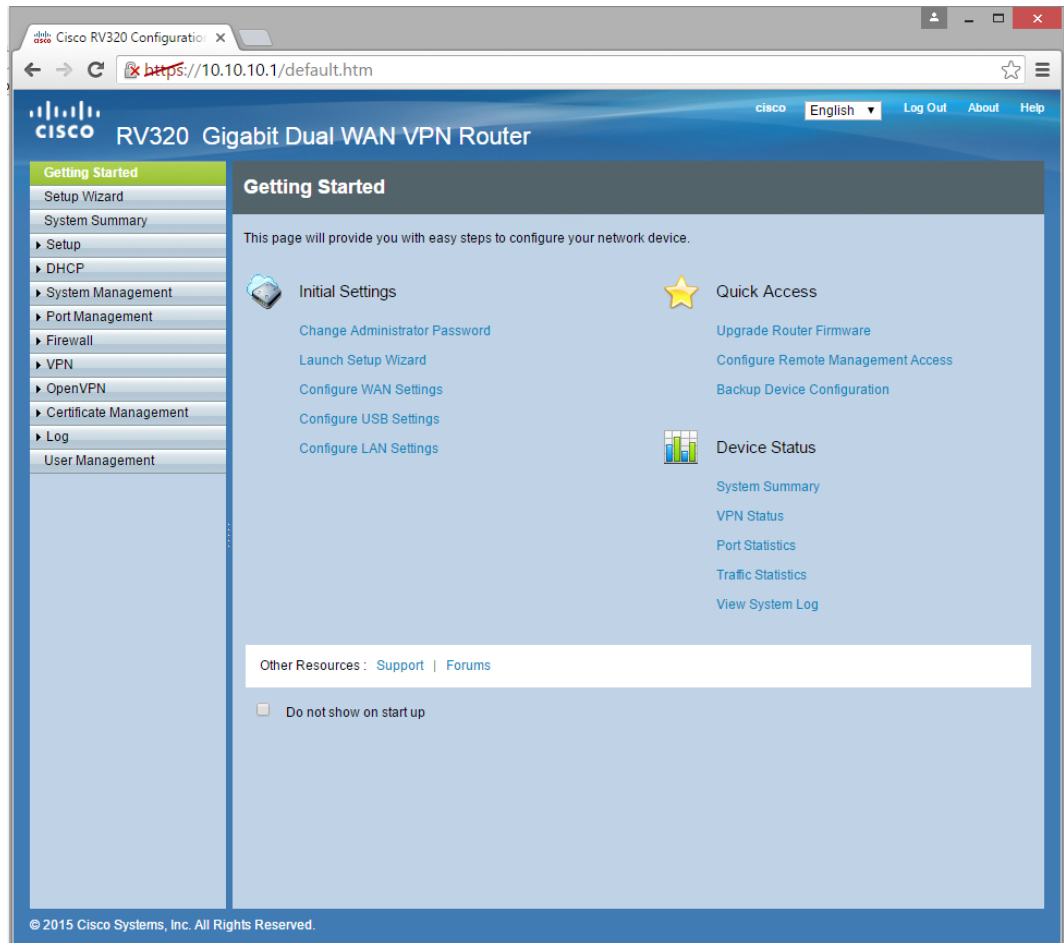 Cisco RV320 Configuratio
https://10.10.10.1/default.htm
CISCO
RV320 Gigabit Dual WAN VPN Router
cisco
English
Log Out
About
Help
Getting Started
Setup Wizard
System Summary
Setup
DHCP
System Management
Port Management
Firewall
VPN
OpenVPN
Certificate Management
Log
User Management
Getting Started
This page will provide you with easy steps to configure your network device.
Initial Settings
Change Administrator Password
Launch Setup Wizard
Configure WAN Settings
Configure USB Settings
Configure LAN Settings
Quick Access
Upgrade Router Firmware
Configure Remote Management Access
Backup Device Configuration
Device Status
System Summary
VPN Status
Port Statistics
Traffic Statistics
View System Log
Other Resources : Support | Forums
Do not show on start up
© 2015 Cisco Systems, Inc. All Rights Reserved.